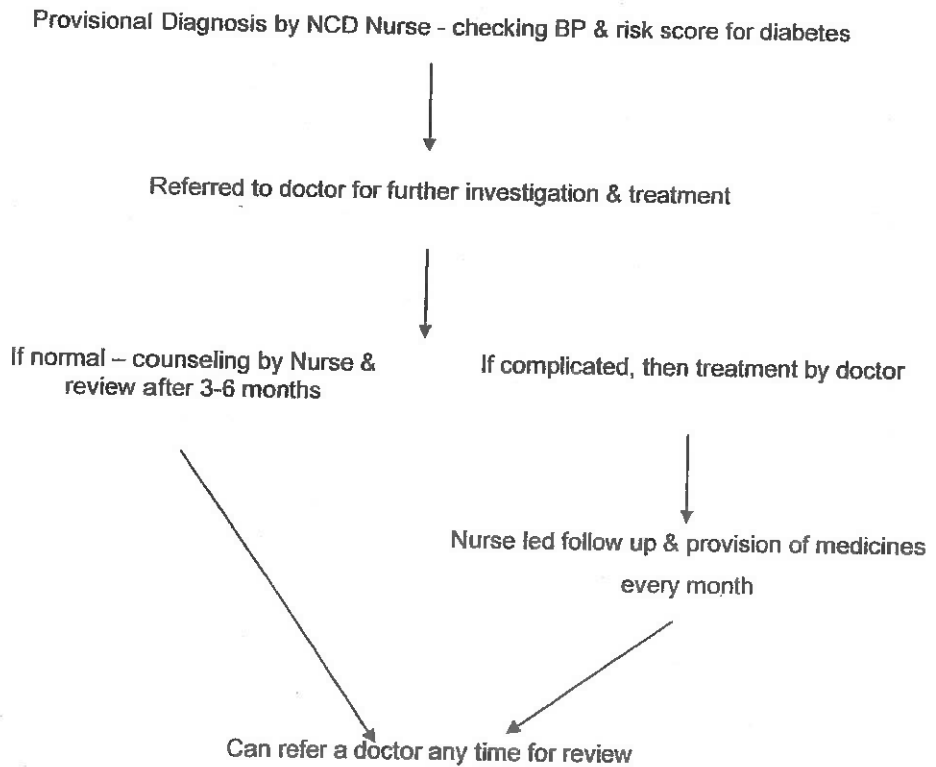 Provisional Diagnosis by NCD Nurse - checking BP & risk score for diabetes
Referred to doctor for further investigation & treatment
If normal – counseling by Nurse &
review after 3-6 months
If complicated, then treatment by doctor
Nurse led follow up & provision of medicines
every month
Can refer a doctor any time for review